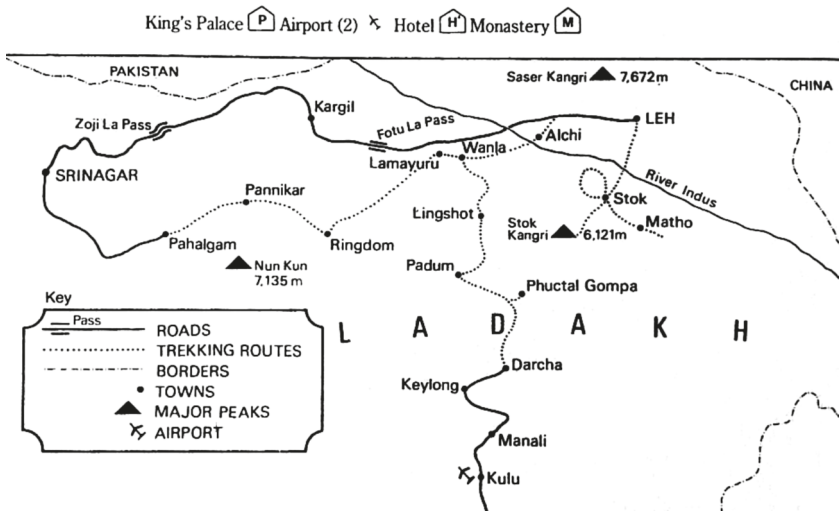 King's Palace P Airport (2) Hotel H Monastery M
PAKISTAN
Saser Kangri 7,672m
CHINA
Kargil
Zoji La Pass
Fotu La Pass
LEH
Alchi
Wanla
Lamayuru
SRINAGAR
River Indus
Pannikar
Stok
Lingshot
Stok
Kangri 6,121m
Matho
Pahalgam
Ringdom
Nun Kun
7,135 m
Padum
Phuctal Gompa
LADAKH
Key
Pass
ROADS
TREKKING ROUTES
BORDERS
TOWNS
MAJOR PEAKS
AIRPORT
Darcha
Keylong
Manali
Kulu